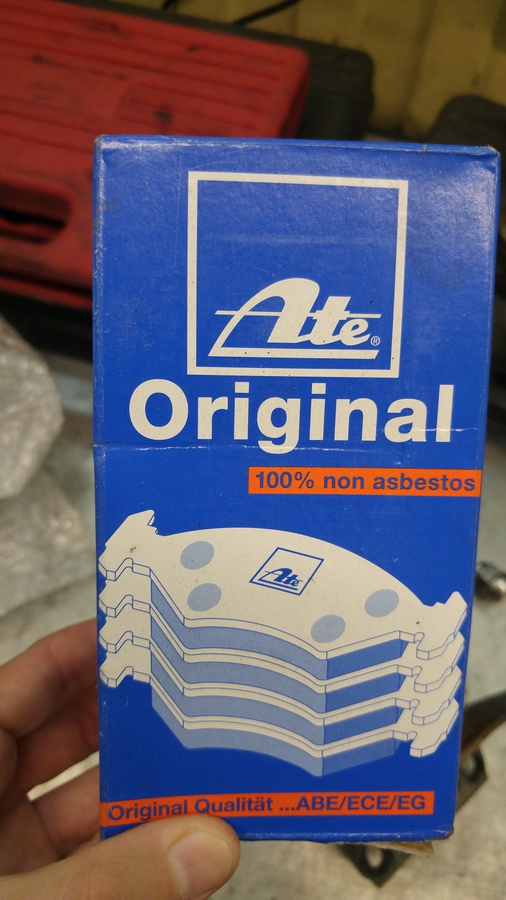 Ate®
Original
100% non asbestos
Ate
Original Qualität ...ABE/ECE/EG